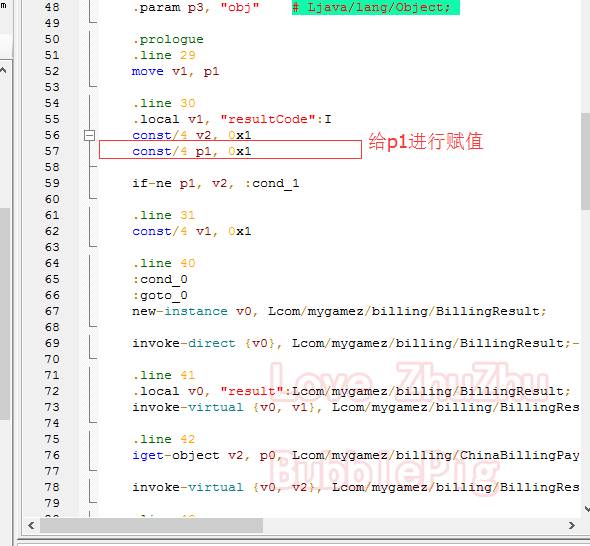 m
48 .param p3, "obj" # Ljava/lang/Object;
49
50 .prologue
51 .line 29
52 move v1, p1
53
54 .line 30
55 .local v1, "resultCode":I
56 const/4 v2, 0x1
57 const/4 p1, 0x1 给p1进行赋值
58
59 if-ne p1, v2, :cond_1
60
61 .line 31
62 const/4 v1, 0x1
63
64 .line 40
65 :cond_0
66 :goto_0
67 new-instance v0, Lcom/mygamez/billing/BillingResult;
68
69 invoke-direct {v0}, Lcom/mygamez/billing/BillingResult;-
70
71 .line 41
72 .local v0, "result":Lcom/mygamez/billing/BillingResult;
73 invoke-virtual {v0, v1}, Lcom/mygamez/billing/BillingRes
74
75 .line 42
76 iget-object v2, p0, Lcom/mygamez/billing/ChinaBillingPay
77
78 invoke-virtual {v0, v2}, Lcom/mygamez/billing/BillingRes
79
Love ZhuZhu
BubblePig